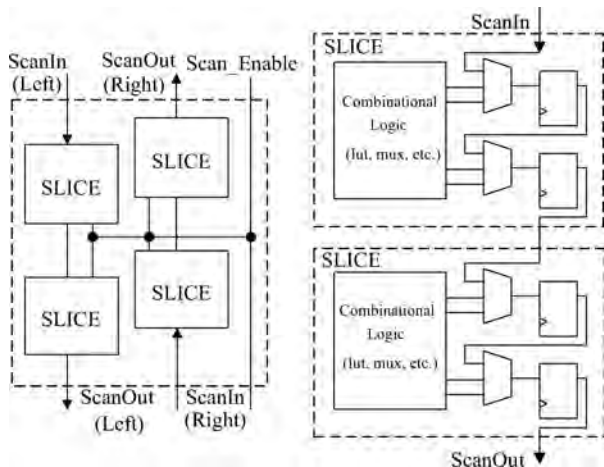 ScanIn
(Left)
ScanOut
(Right)
Scan_Enable
SLICE
SLICE
SLICE
SLICE
ScanOut
(Left)
ScanIn
(Right)
ScanIn
SLICE
Combinational
Logic
(lut, mux, etc.)
SLICE
Combinational
Logic
(lut, mux, etc.)
ScanOut